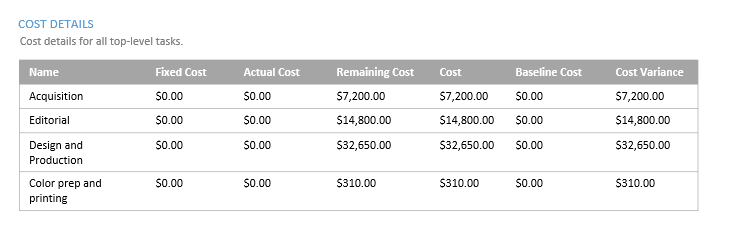 COST DETAILS
Cost details for all top-level tasks.
Name Fixed Cost Actual Cost Remaining Cost Cost Baseline Cost Cost Variance
Acquisition $0.00 $0.00 $7,200.00 $7,200.00 $0.00 $7,200.00
Editorial $0.00 $0.00 $14,800.00 $14,800.00 $0.00 $14,800.00
Design and $0.00 $0.00 $32,650.00 $32,650.00 $0.00 $32,650.00
Production
Color prep and $0.00 $0.00 $310.00 $310.00 $0.00 $310.00
printing